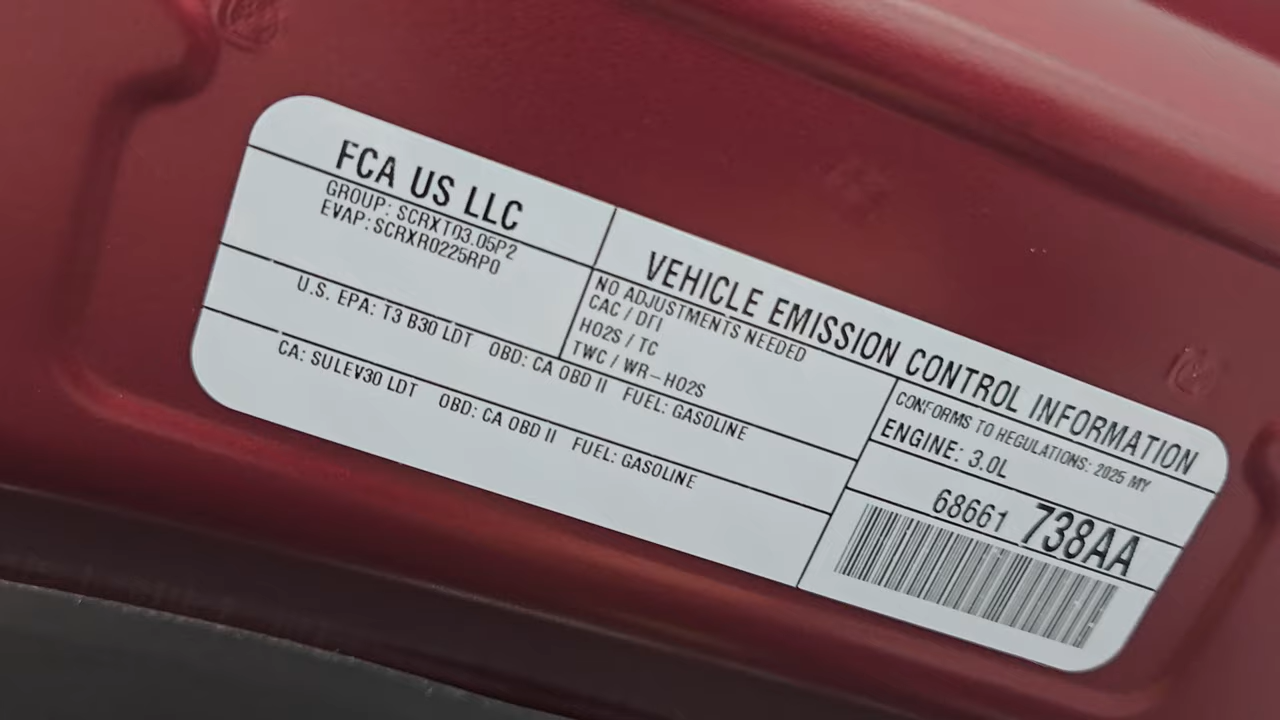 FCA US LLC
VEHICLE EMISSION CONTROL INFORMATION
GROUP: SCRXT03.05P2
EVAP: SCRXR0225RP0
NO ADJUSTMENTS NEEDED
CAC / DFI
HO2S / TC
TWC / WR-HO2S
CONFORMS TO REGULATIONS: 2025 MY
ENGINE: 3.0L
U.S. EPA: T3 B30 LDT OBD: CA OBD II FUEL: GASOLINE
CA: SULEV30 LDT OBD: CA OBD II FUEL: GASOLINE
68661 738AA